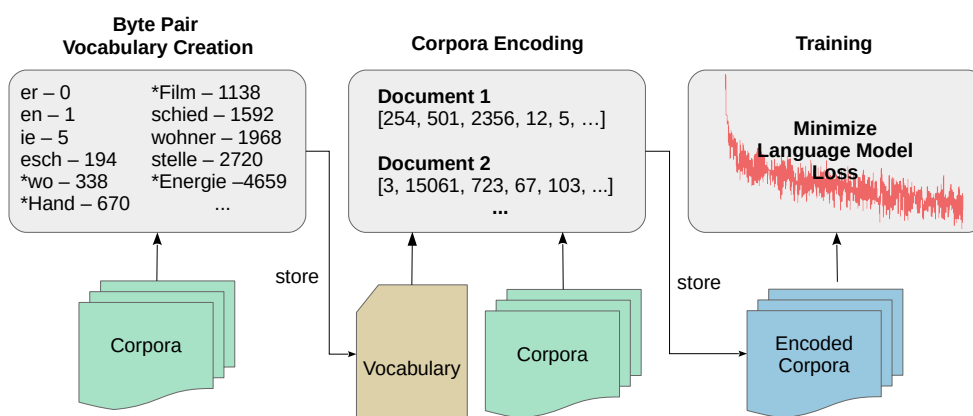 Byte Pair
Vocabulary Creation
er – 0
en – 1
ie – 5
esch – 194
*wo – 338
*Hand – 670
*Film – 1138
schied – 1592
wohner – 1968
stelle – 2720
*Energie –4659
...
Corpora
store
Corpora Encoding
Document 1
[254, 501, 2356, 12, 5, …]
Document 2
[3, 15061, 723, 67, 103, ...]
...
Vocabulary
Corpora
store
Training
Minimize
Language Model
Loss
Encoded
Corpora